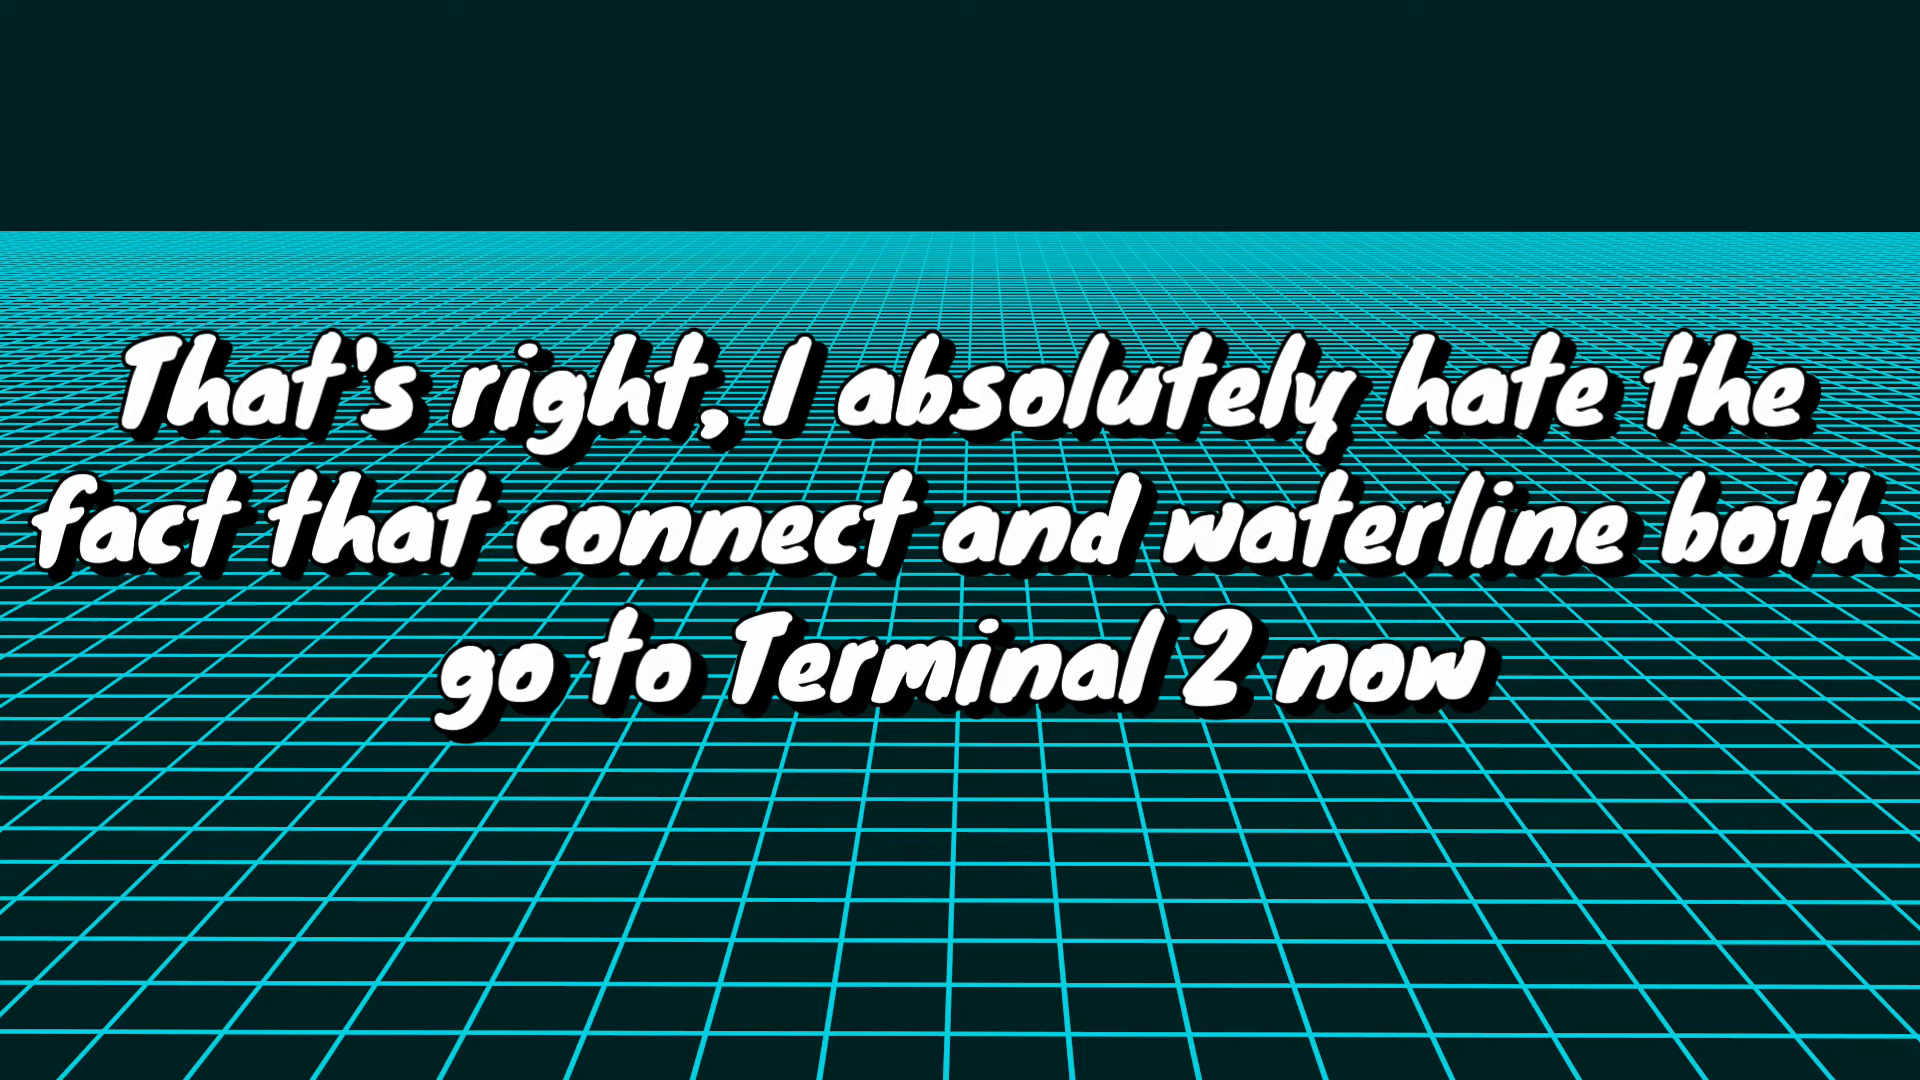 That's right, I absolutely hate the
fact that connect and waterline both
go to Terminal 2 now